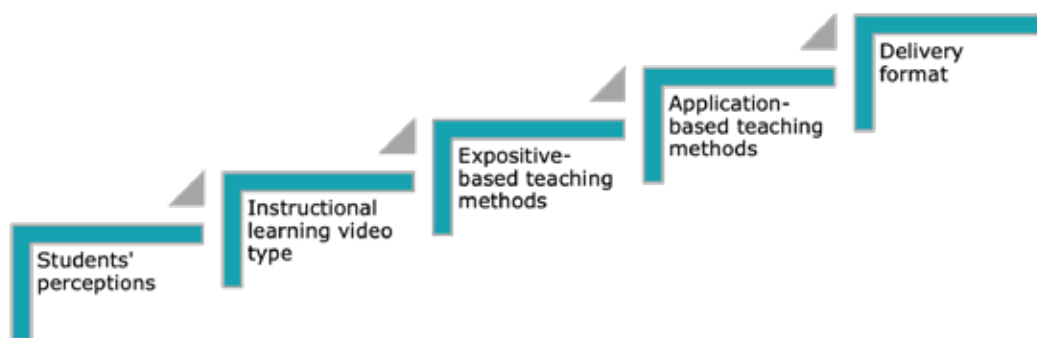 Students'
perceptions
Instructional
learning video
type
Expositive-
based teaching
methods
Application-
based teaching
methods
Delivery
format